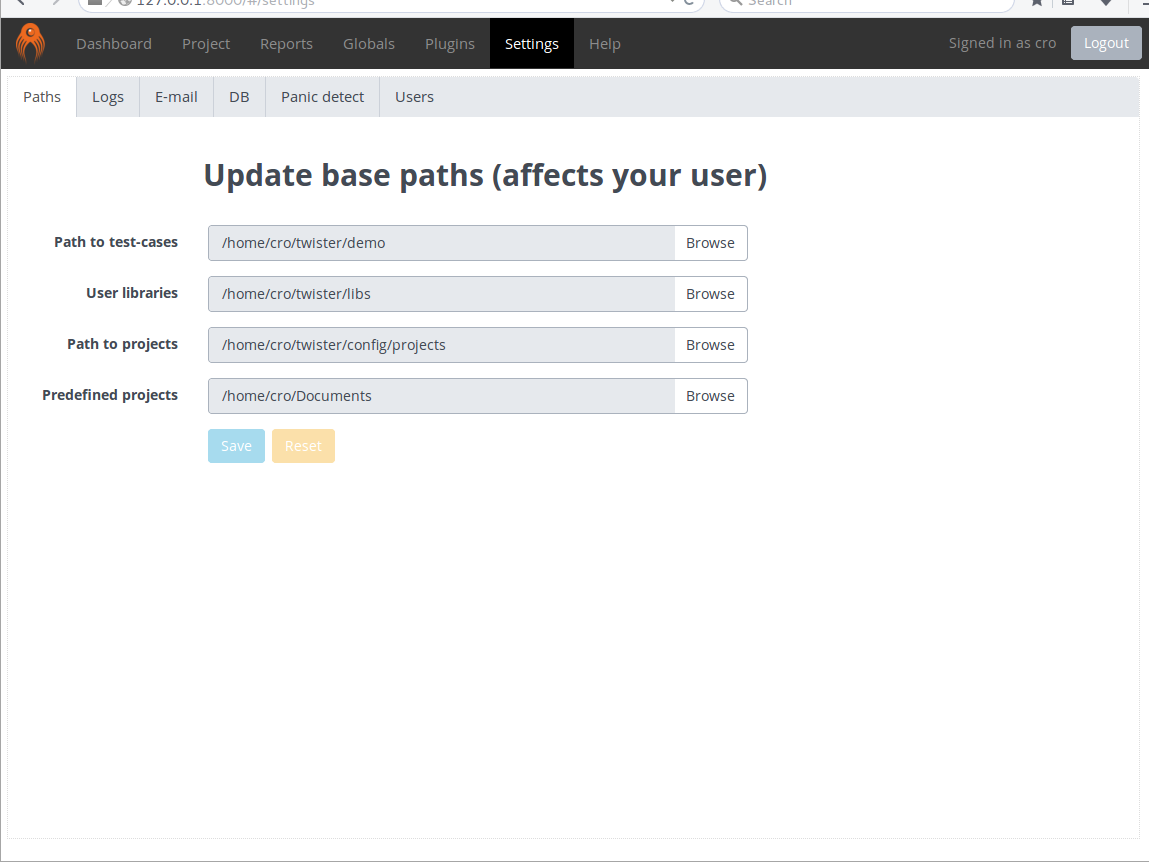 127.0.0.1:8000/#/settings
Search
Dashboard Project Reports Globals Plugins Settings Help Signed in as cro Logout
Paths Logs E-mail DB Panic detect Users
Update base paths (affects your user)
Path to test-cases /home/cro/twister/demo Browse
User libraries /home/cro/twister/libs Browse
Path to projects /home/cro/twister/config/projects Browse
Predefined projects /home/cro/Documents Browse
Save Reset